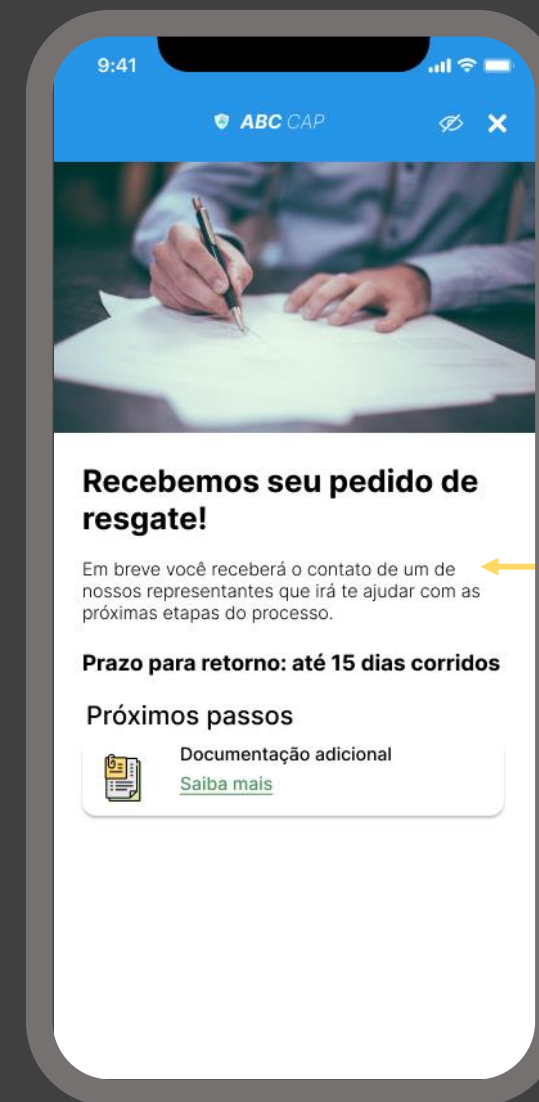 9:41
ABC CAP
Recebemos seu pedido de
resgate!
Em breve você receberá o contato de um de
nossos representantes que irá te ajudar com as
próximas etapas do processo.
Prazo para retorno: até 15 dias corridos
Próximos passos
Documentação adicional
Saiba mais